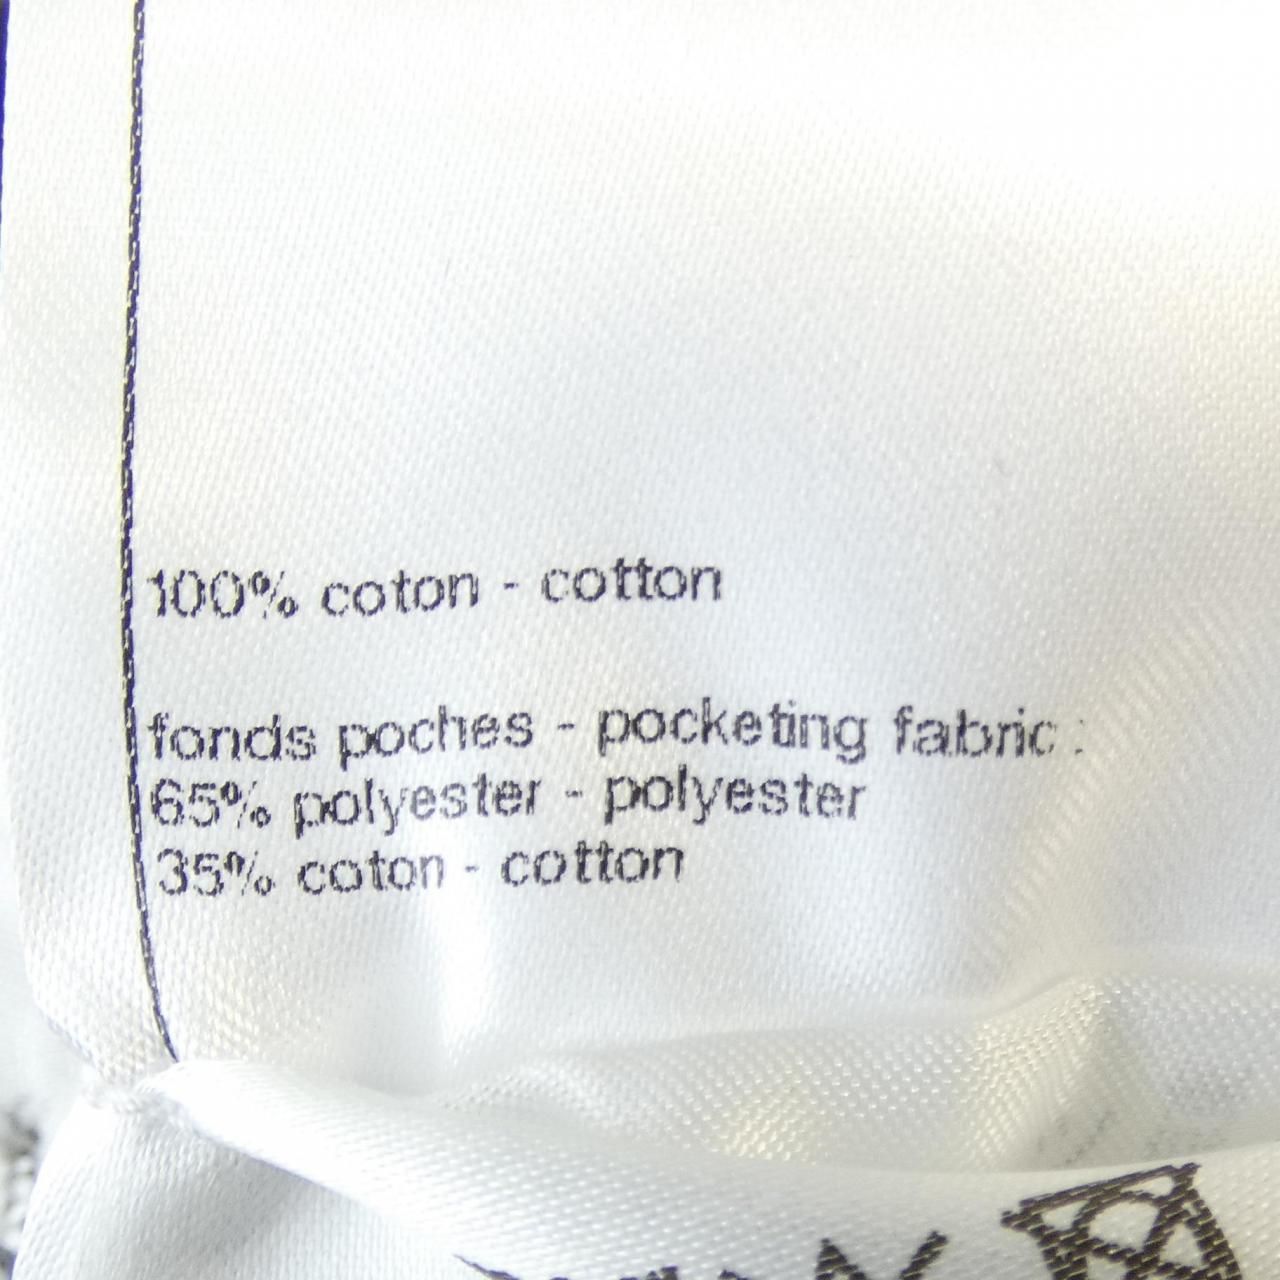 100% coton - cotton
fonds poches - pocketing fabric :
65% polyester - polyester
35% coton - cotton